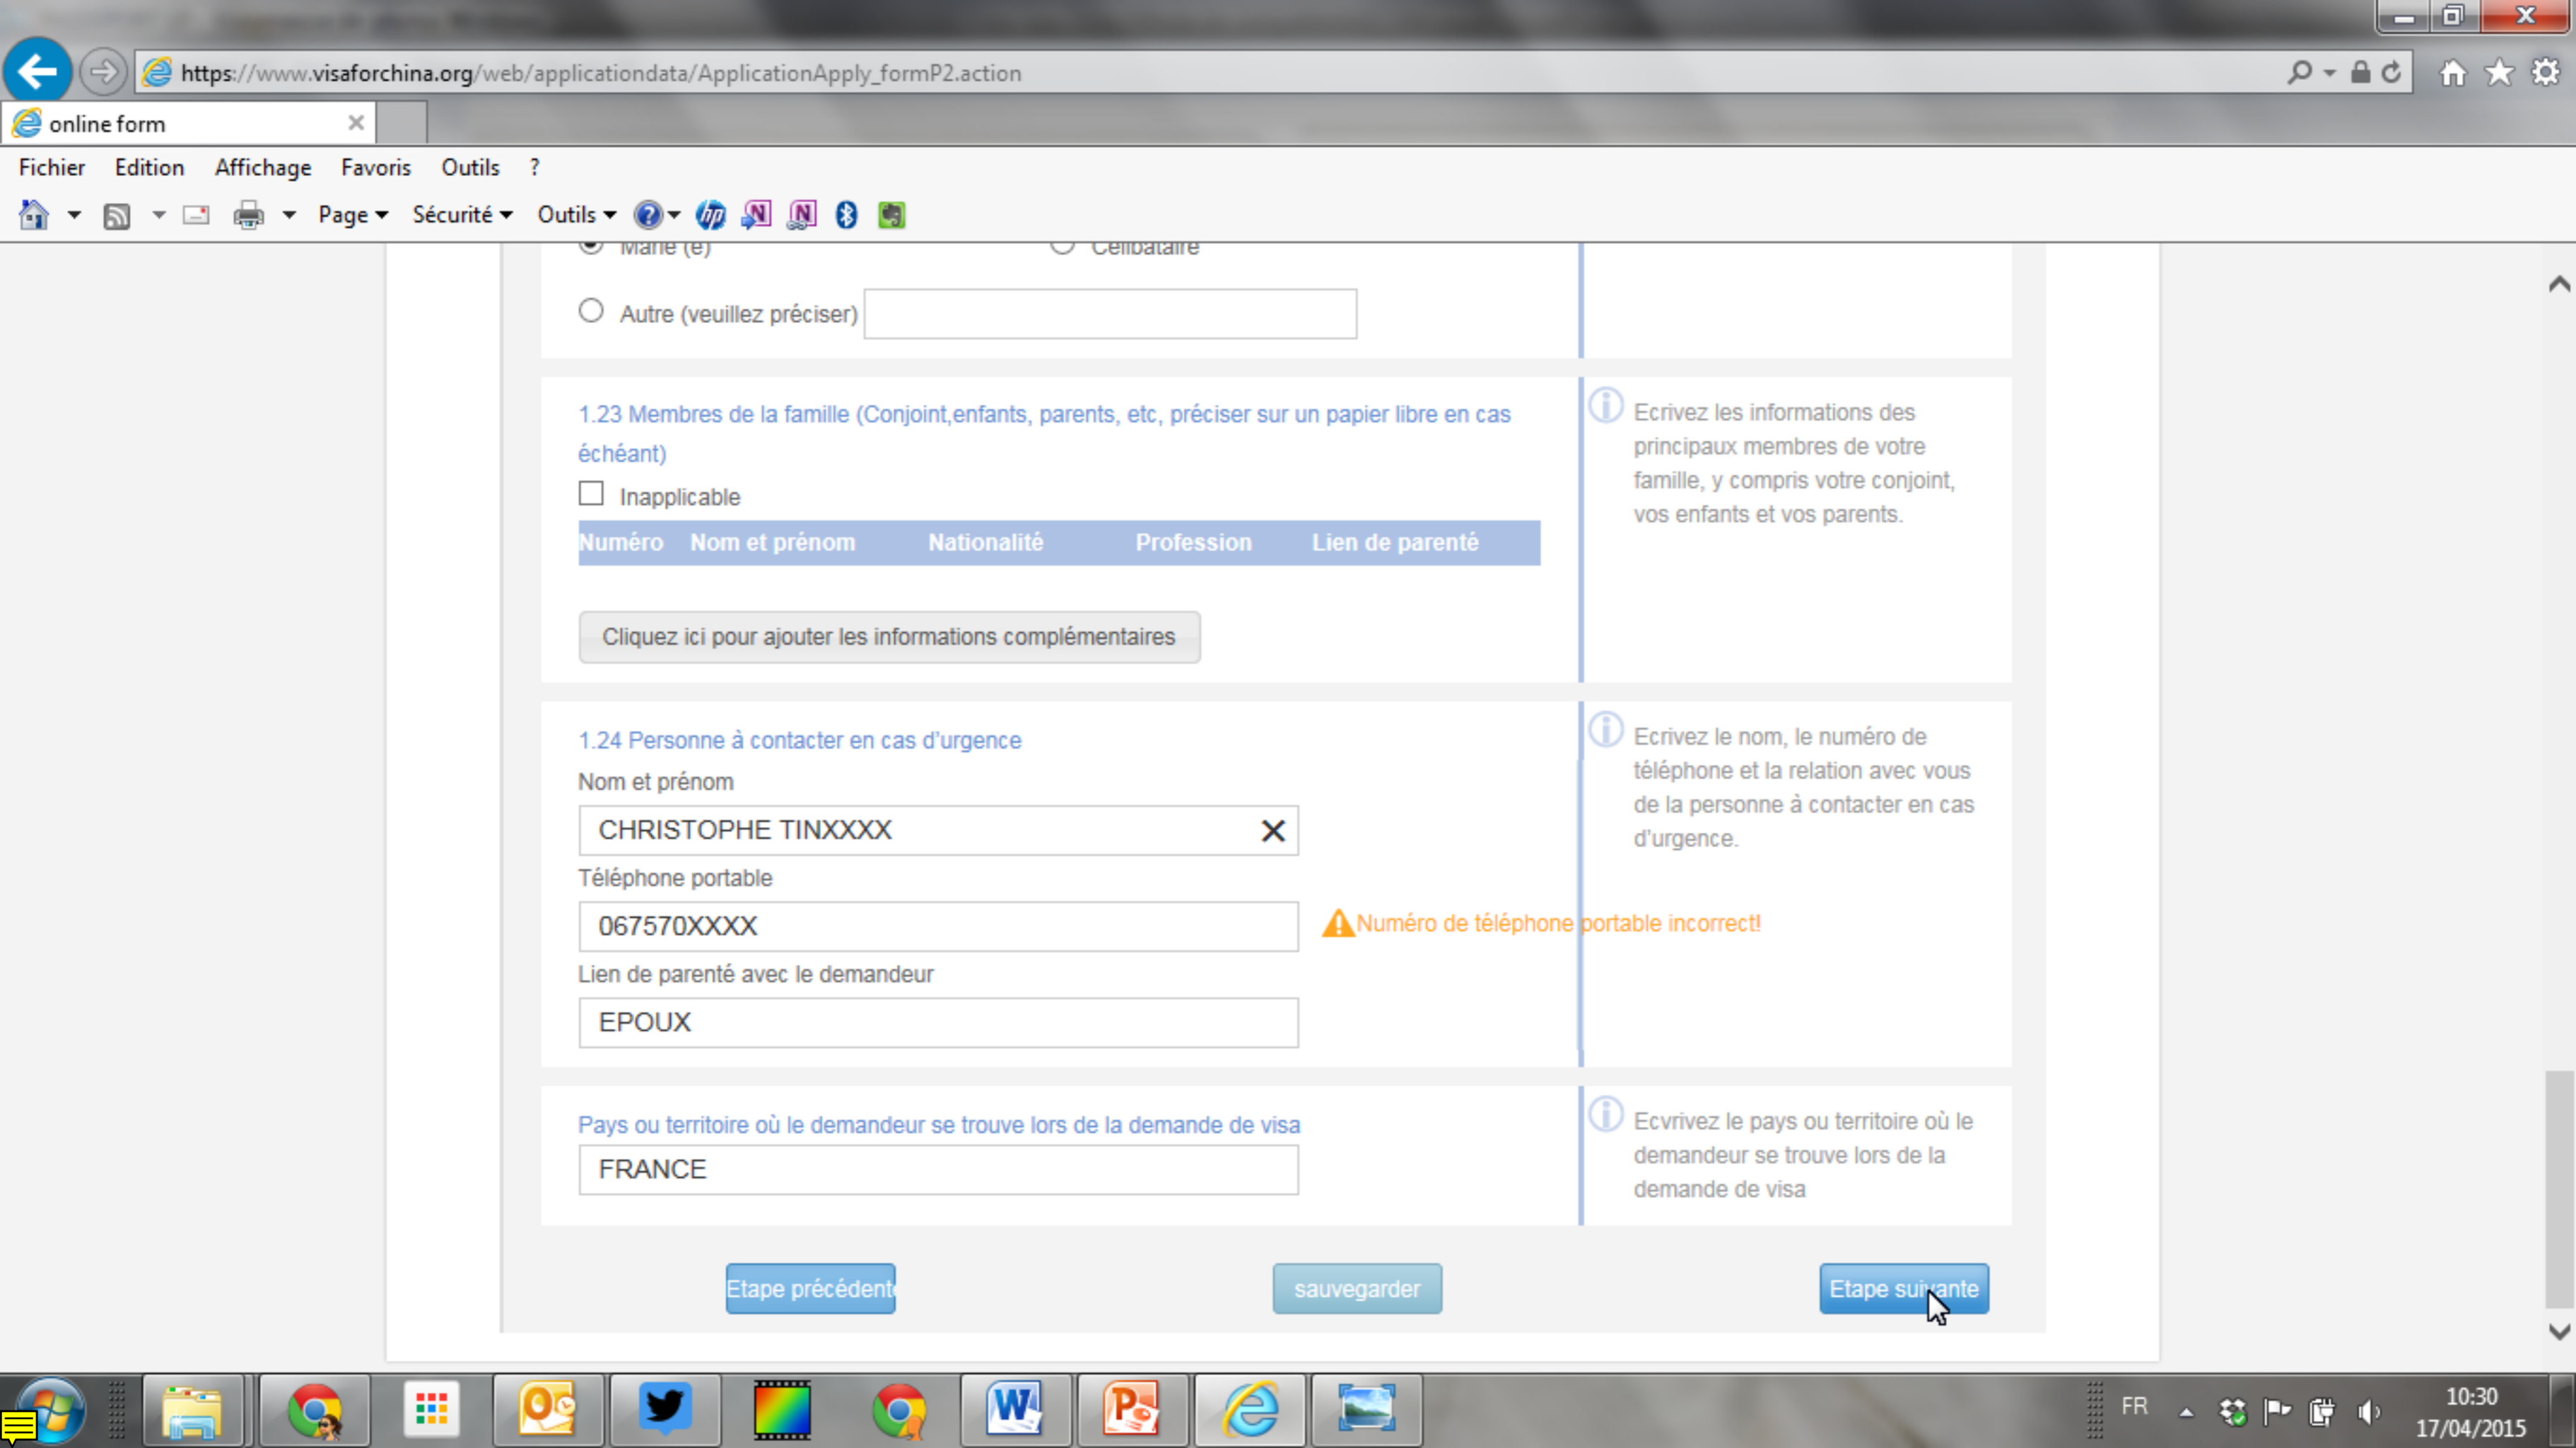 https://www.visaforchina.org/web/applicationdata/ApplicationApply_formP2.action
online form
Fichier Edition Affichage Favoris Outils ?
Page Sécurité Outils
Marié (e) Célibataire
Autre (veuillez préciser)
1.23 Membres de la famille (Conjoint,enfants, parents, etc, préciser sur un papier libre en cas
échéant)
Inapplicable
Numéro Nom et prénom Nationalité Profession Lien de parenté
Cliquez ici pour ajouter les informations complémentaires
Ecrivez les informations des
principaux membres de votre
famille, y compris votre conjoint,
vos enfants et vos parents.
1.24 Personne à contacter en cas d'urgence
Nom et prénom
CHRISTOPHE TINXXXX
Téléphone portable
067570XXXX
Numéro de téléphone portable incorrect!
Lien de parenté avec le demandeur
EPOUX
Ecrivez le nom, le numéro de
téléphone et la relation avec vous
de la personne à contacter en cas
d'urgence.
Pays ou territoire où le demandeur se trouve lors de la demande de visa
FRANCE
Ecvrivez le pays ou territoire où le
demandeur se trouve lors de la
demande de visa
Etape précédent
sauvegarder
Etape suivante
FR
10:30
17/04/2015